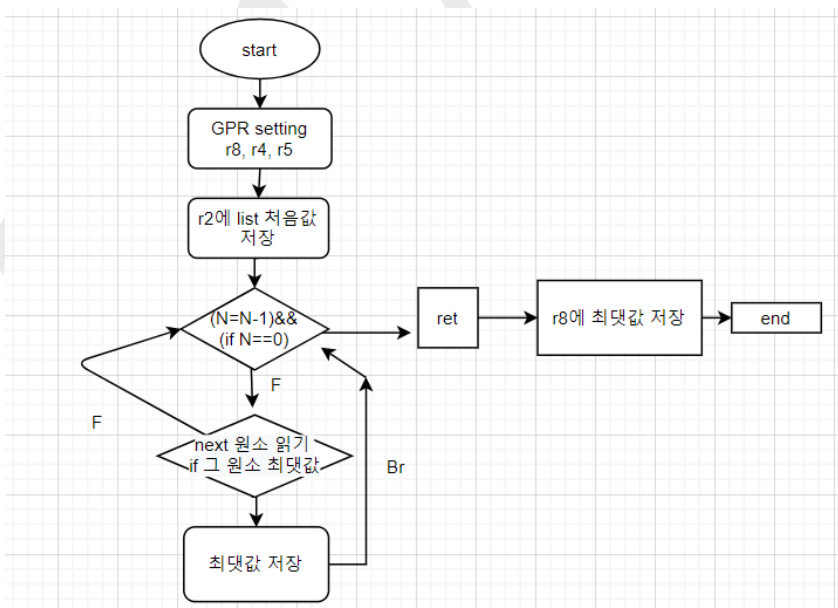 start
GPR setting
r8, r4, r5
r2에 list 처음값
저장
(N=N-1)&&
(if N==0)
ret
r8에 최댓값 저장
end
F
F
next 원소 읽기
if 그 원소 최댓값
Br
최댓값 저장